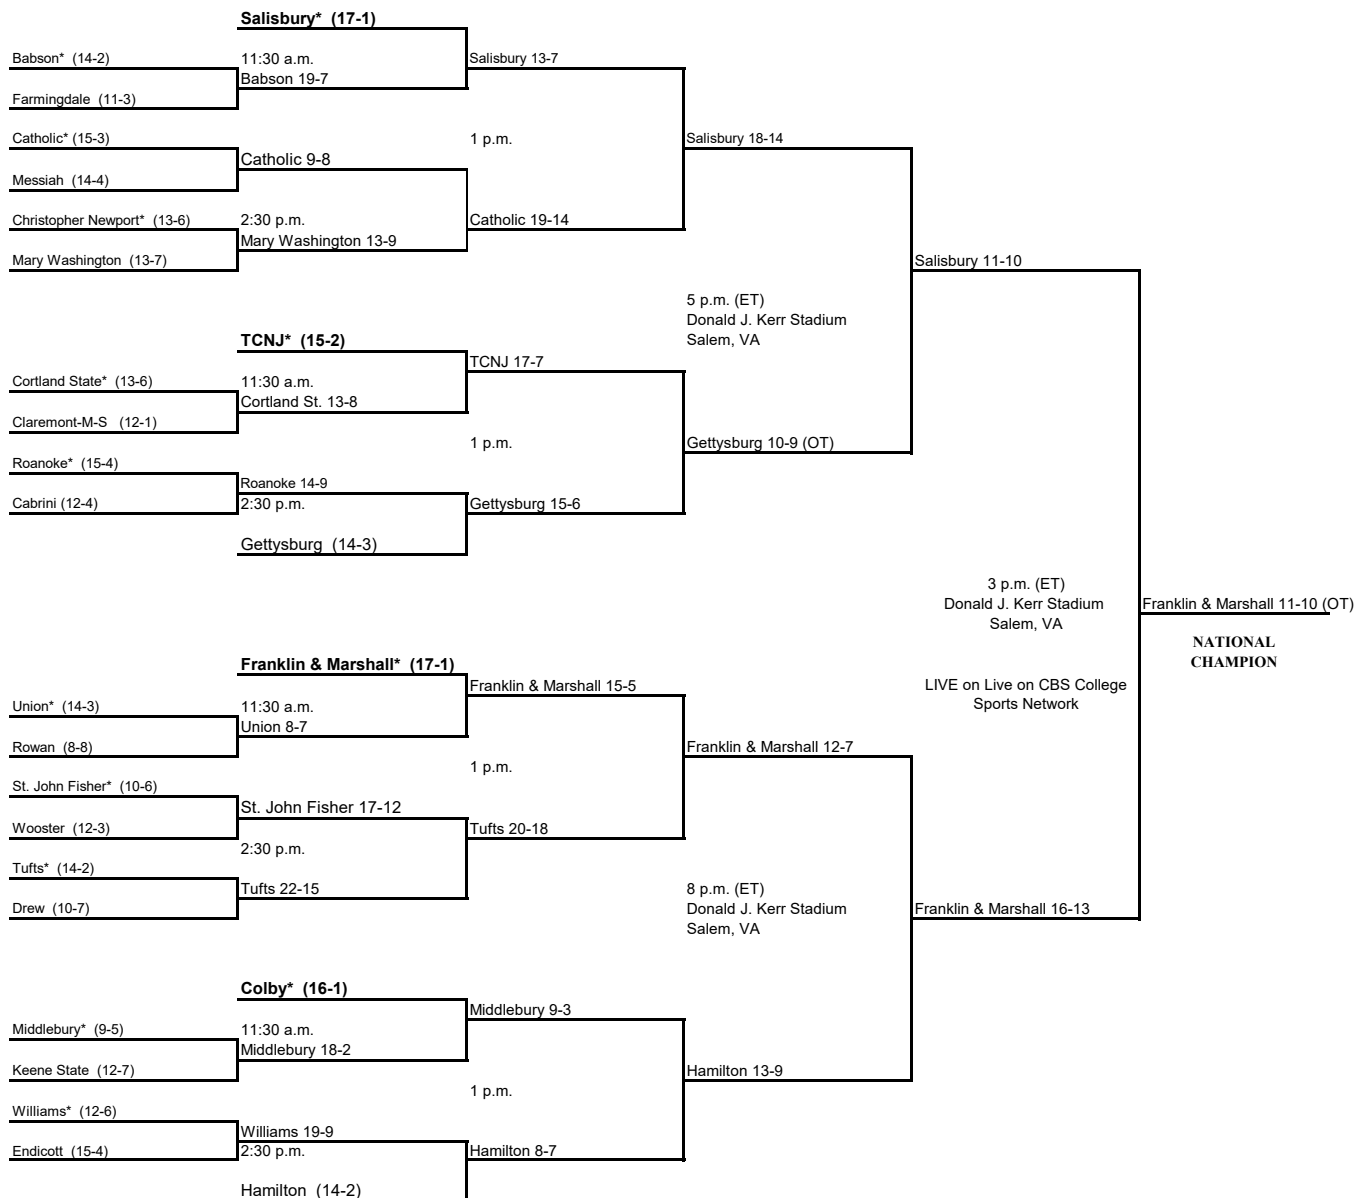 Salisbury* (17-1)
Babson* (14-2)
11:30 a.m.
Salisbury 13-7
Babson 19-7
Farmingdale (11-3)
Catholic* (15-3)
1 p.m.
Salisbury 18-14
Catholic 9-8
Messiah (14-4)
Christopher Newport* (13-6)
2:30 p.m.
Catholic 19-14
Mary Washington 13-9
Mary Washington (13-7)
Salisbury 11-10
5 p.m. (ET)
Donald J. Kerr Stadium
Salem, VA
TCNJ* (15-2)
TCNJ 17-7
Cortland State* (13-6)
11:30 a.m.
Cortland St. 13-8
Claremont-M-S (12-1)
1 p.m.
Gettysburg 10-9 (OT)
Roanoke* (15-4)
Roanoke 14-9
Cabrini (12-4)
2:30 p.m.
Gettysburg 15-6
Gettysburg (14-3)
3 p.m. (ET)
Donald J. Kerr Stadium
Salem, VA
Franklin & Marshall 11-10 (OT)
NATIONAL
CHAMPION
LIVE on Live on CBS College
Sports Network
Franklin & Marshall* (17-1)
Franklin & Marshall 15-5
Union* (14-3)
11:30 a.m.
Union 8-7
Rowan (8-8)
Franklin & Marshall 12-7
1 p.m.
St. John Fisher* (10-6)
St. John Fisher 17-12
Wooster (12-3)
Tufts 20-18
2:30 p.m.
Tufts* (14-2)
Tufts 22-15
Drew (10-7)
8 p.m. (ET)
Donald J. Kerr Stadium
Salem, VA
Franklin & Marshall 16-13
Colby* (16-1)
Middlebury 9-3
Middlebury* (9-5)
11:30 a.m.
Middlebury 18-2
Keene State (12-7)
Hamilton 13-9
1 p.m.
Williams* (12-6)
Williams 19-9
Endicott (15-4)
2:30 p.m.
Hamilton 8-7
Hamilton (14-2)